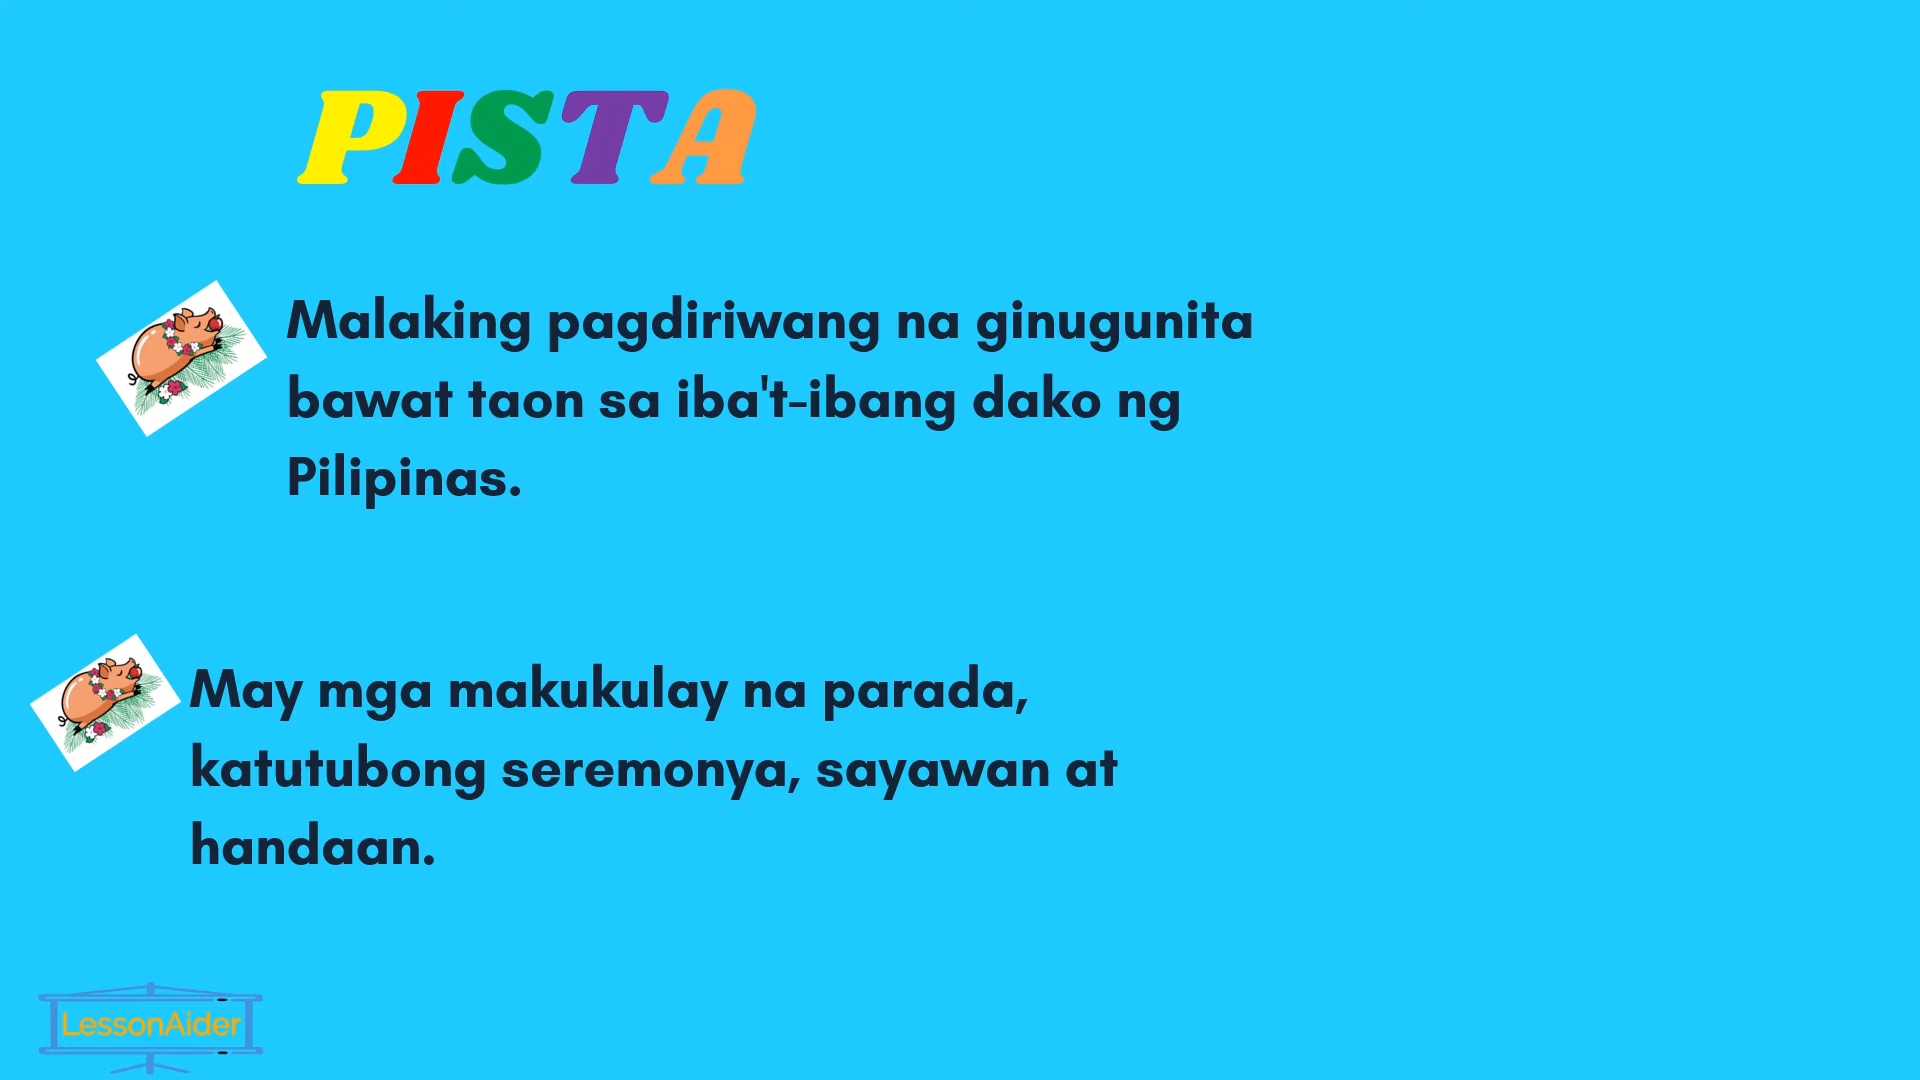 PISTA
Malaking pagdiriwang na ginugunita
bawat taon sa iba't-ibang dako ng
Pilipinas.
May mga makukulay na parada,
katutubong seremonya, sayawan at
handaan.
LessonAider